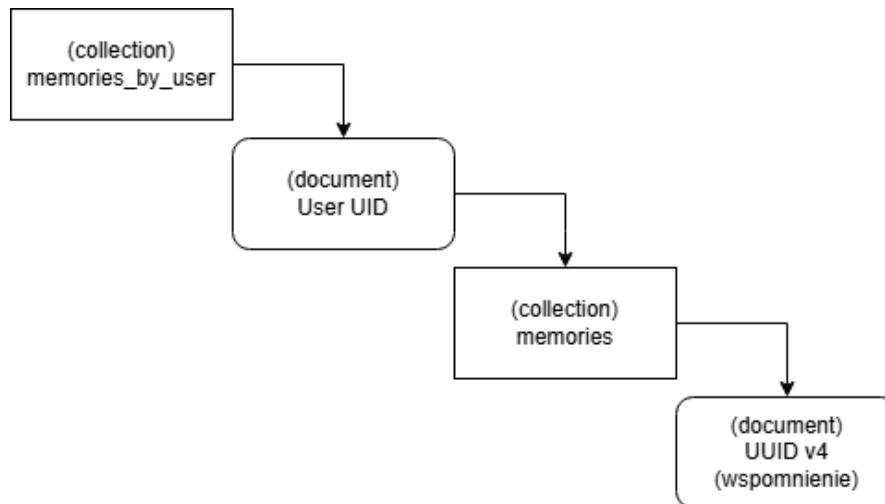 (collection)
memories_by_user
(document)
User UID
(collection)
memories
(document)
UUID v4
(wspomnienie)